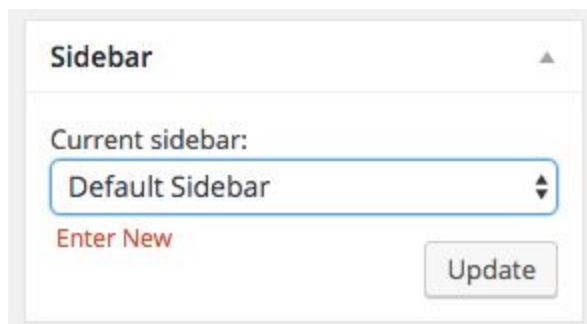 Sidebar
Current sidebar:
Default Sidebar
Enter New
Update